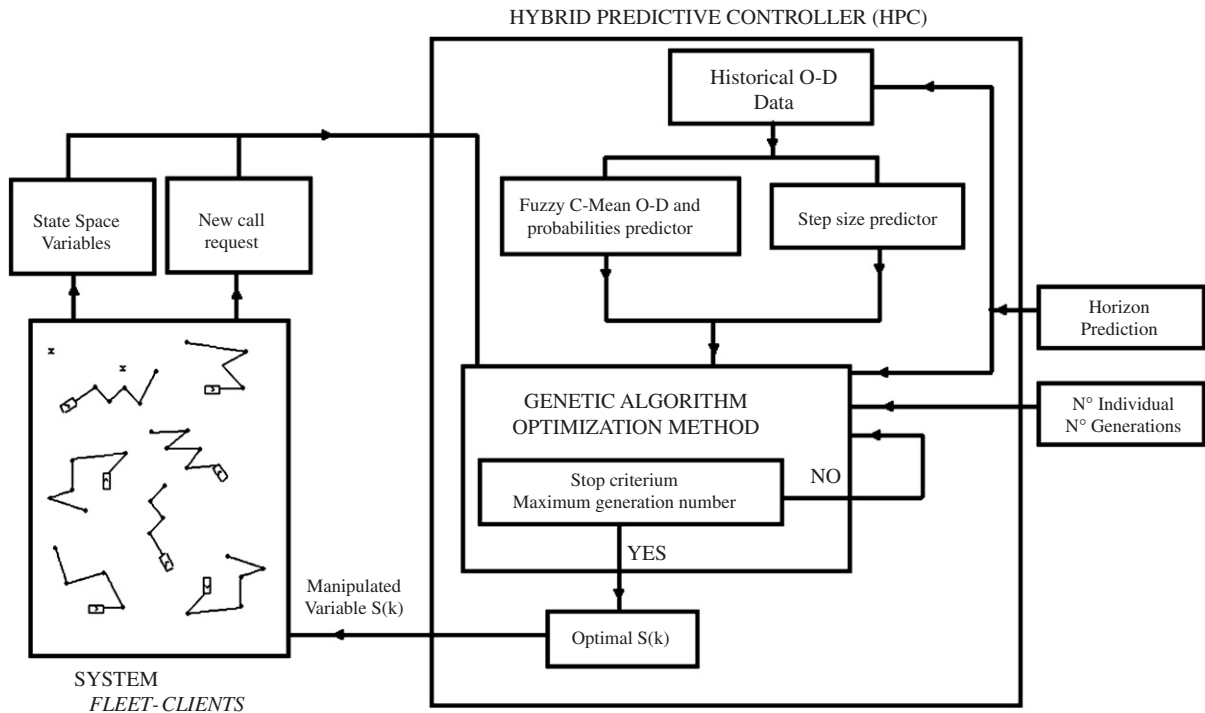 HYBRID PREDICTIVE CONTROLLER (HPC)
Historical O-D
Data
State Space
Variables
New call
request
Fuzzy C-Mean O-D and
probabilities predictor
Step size predictor
Horizon
Prediction
GENETIC ALGORITHM
OPTIMIZATION METHOD
N° Individual
N° Generations
Stop criterium
Maximum generation number
NO
YES
Manipulated
Variable S(k)
Optimal S(k)
SYSTEM
FLEET- CLIENTS